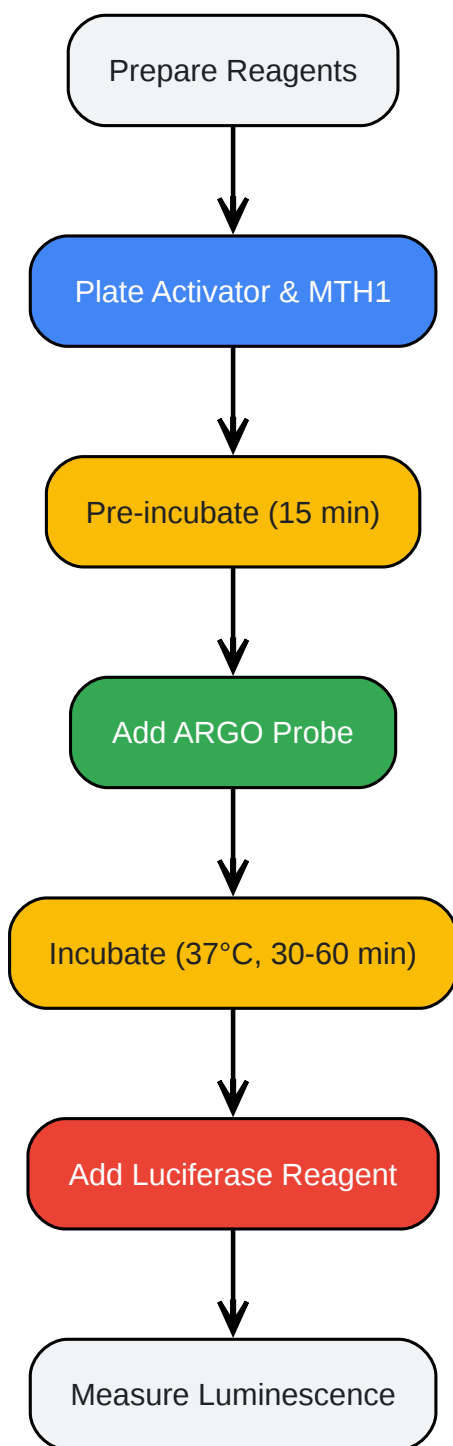 Prepare Reagents
Plate Activator & MTH1
Pre-incubate (15 min)
Add ARGO Probe
Incubate (37°C, 30-60 min)
Add Luciferase Reagent
Measure Luminescence